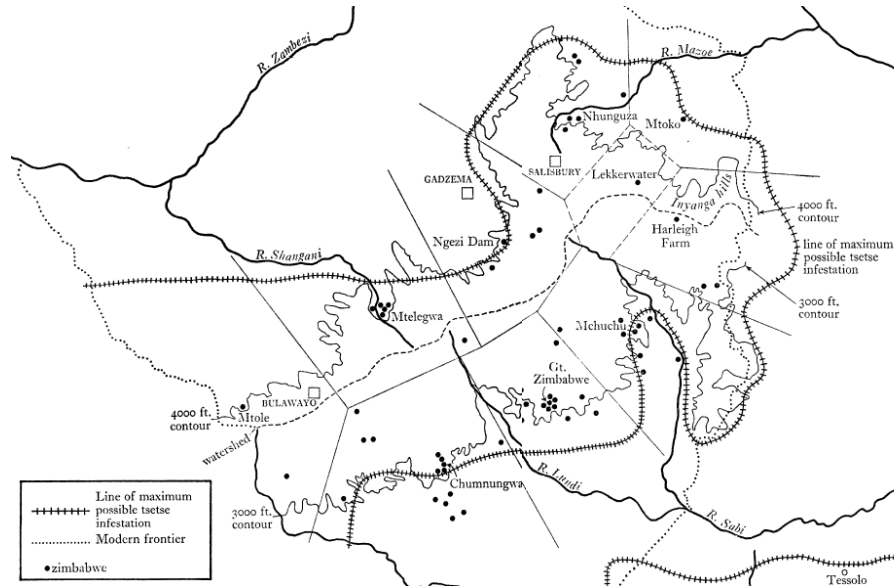 R. Zambezi
R. Mazoe
Nhunguza
Mtoko
SALISBURY
GADZEMA
Lekkerwater
Inyanga hills
4000 ft.
contour
Harleigh
Farm
Ngezi Dam
line of maximum
possible tsetse
infestation
R. Shangani
3000 ft.
contour
Mtelegwa
Mchuchu
Gt.
Zimbabwe
BULAWAYO
4000 ft.
contour
Mtole
watershed
R. Lundi
Chumnungwa
3000 ft.
contour
R. Sabi
Line of maximum
possible tsetse
infestation
Modern frontier
zimbabwe
Tessolo